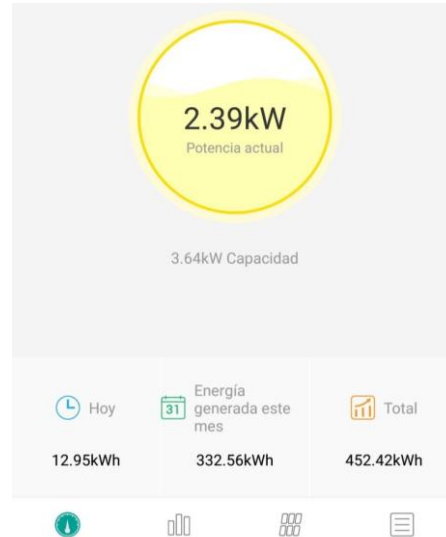 2.39kW
Potencia actual
3.64kW Capacidad
Hoy
12.95kWh
31
Energía
generada este
mes
332.56kWh
Total
452.42kWh